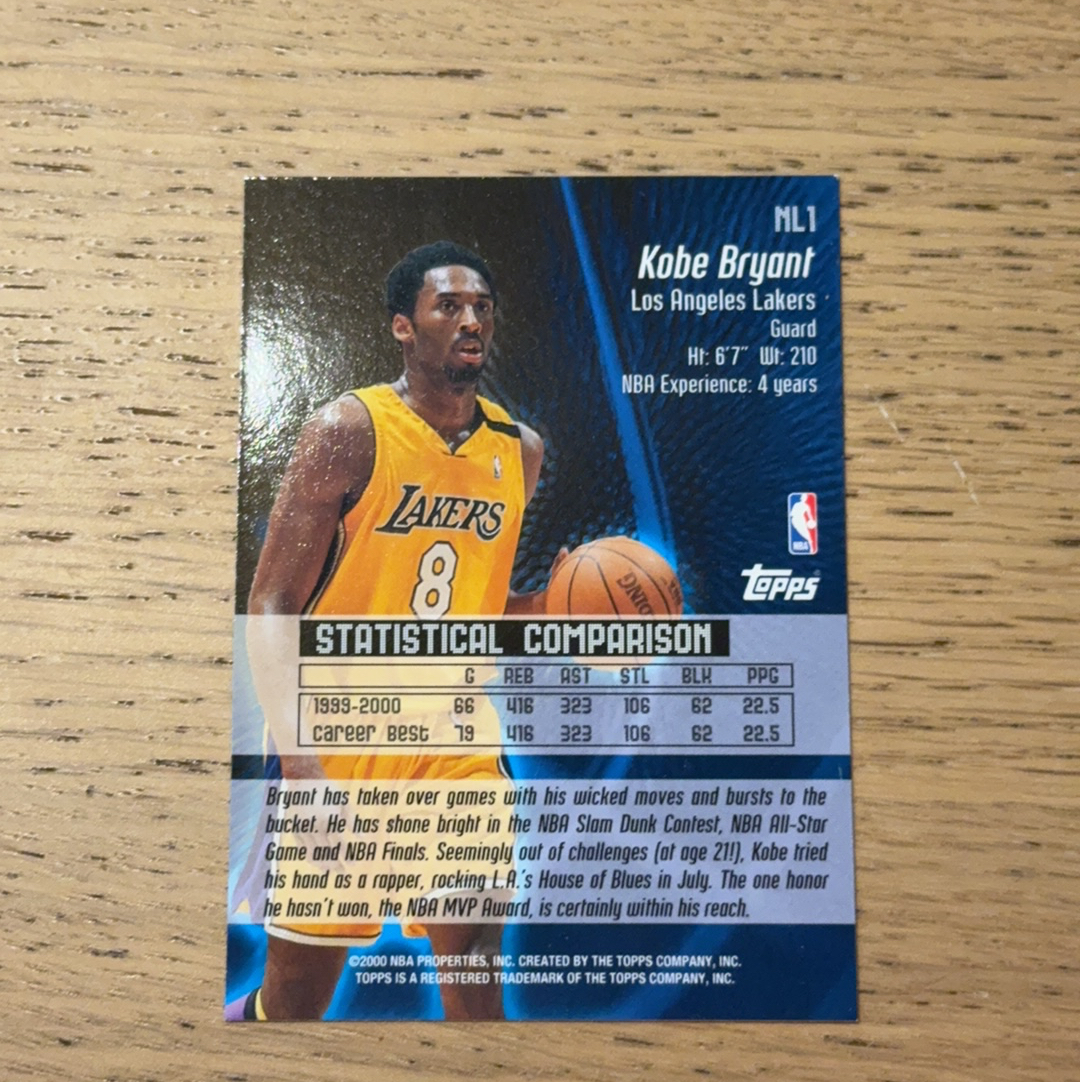 ML1
Kobe Bryant
Los Angeles Lakers
Guard
Ht: 6'7" Wt: 210
NBA Experience: 4 years
LAKERS
8
NBA
Topps
STATISTICAL COMPARISON
G REB AST STL BLK PPG
1999-2000 66 416 323 106 62 22.5
Career Best 79 416 323 106 62 22.5
Bryant has taken over games with his wicked moves and bursts to the
bucket. He has shone bright in the NBA Slam Dunk Contest, NBA All-Star
Game and NBA Finals. Seemingly out of challenges (at age 21!), Kobe tried
his hand as a rapper, rocking L.A.'s House of Blues in July. The one honor
he hasn't won, the NBA MVP Award, is certainly within his reach.
©2000 NBA PROPERTIES, INC. CREATED BY THE TOPPS COMPANY, INC.
TOPPS IS A REGISTERED TRADEMARK OF THE TOPPS COMPANY, INC.